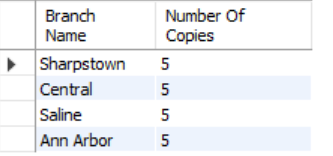 Branch Name Number Of Copies
Sharpstown 5
Central 5
Saline 5
Ann Arbor 5